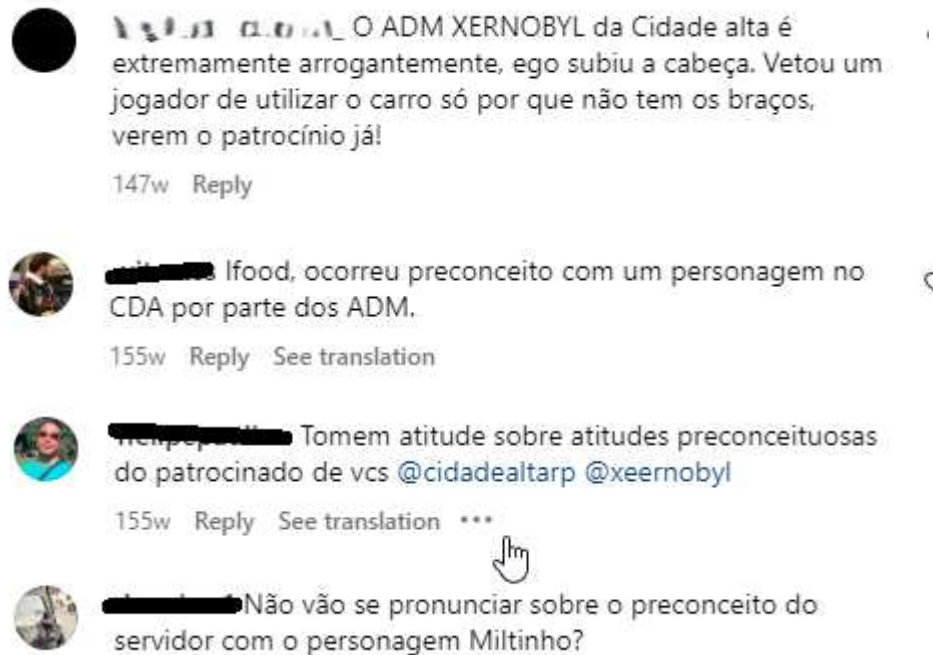 O ADM XERNOBYL da Cidade alta é
extremamente arrogantemente, ego subiu a cabeça. Vetou um
jogador de utilizar o carro só por que não tem os braços,
verem o patrocínio já!
147w Reply
Ifood, ocorreu preconceito com um personagem no
CDA por parte dos ADM.
155w Reply See translation
Tomem atitude sobre atitudes preconceituosas
do patrocinado de vcs @cidadealtarp @xeernobyl
155w Reply See translation •••
Não vão se pronunciar sobre o preconceito do
servidor com o personagem Miltinho?